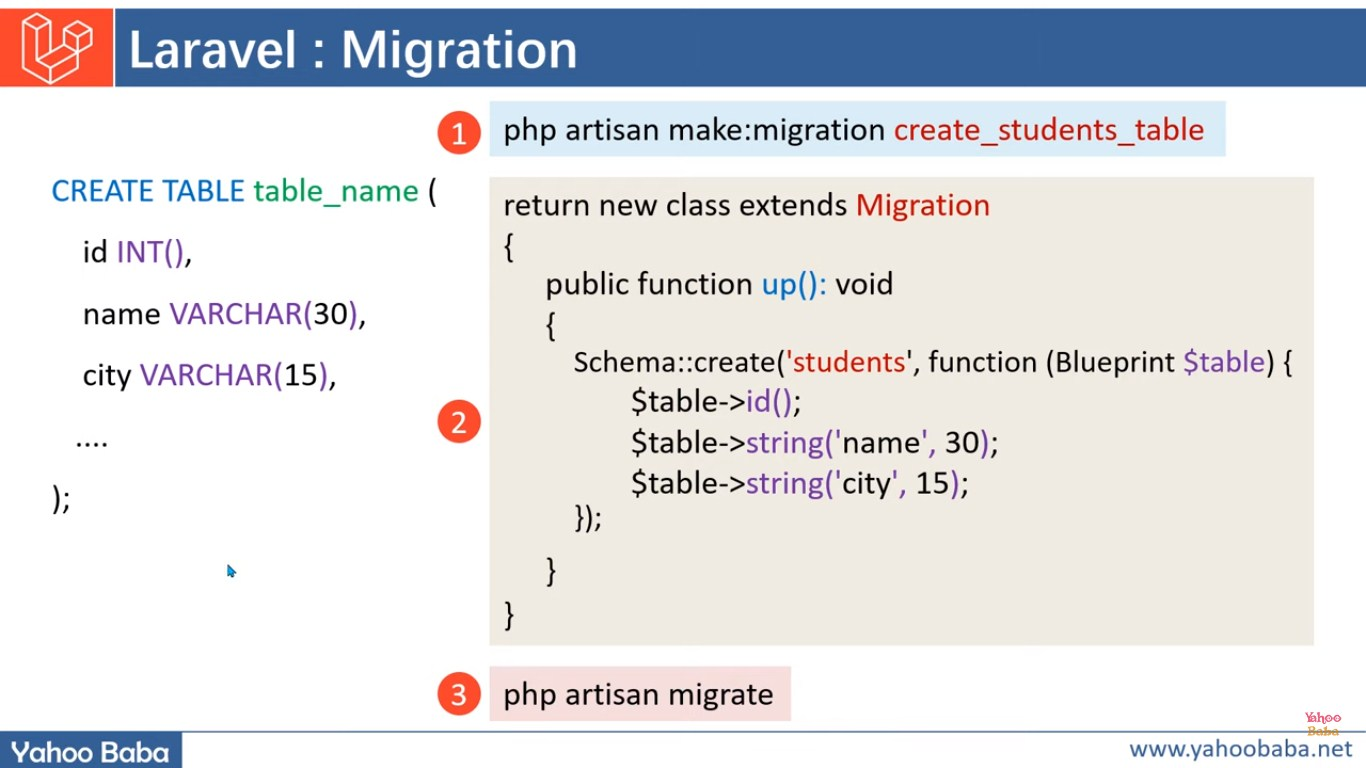 Laravel : Migration
1 php artisan make:migration create_students_table
CREATE TABLE table_name (
id INT(),
name VARCHAR(30),
city VARCHAR(15),
....
);
2
return new class extends Migration
{
public function up(): void
{
Schema::create('students', function (Blueprint $table) {
$table->id();
$table->string('name', 30);
$table->string('city', 15);
});
}
}
3 php artisan migrate
Yahoo
Baba
Yahoo Baba
www.yahoobaba.net